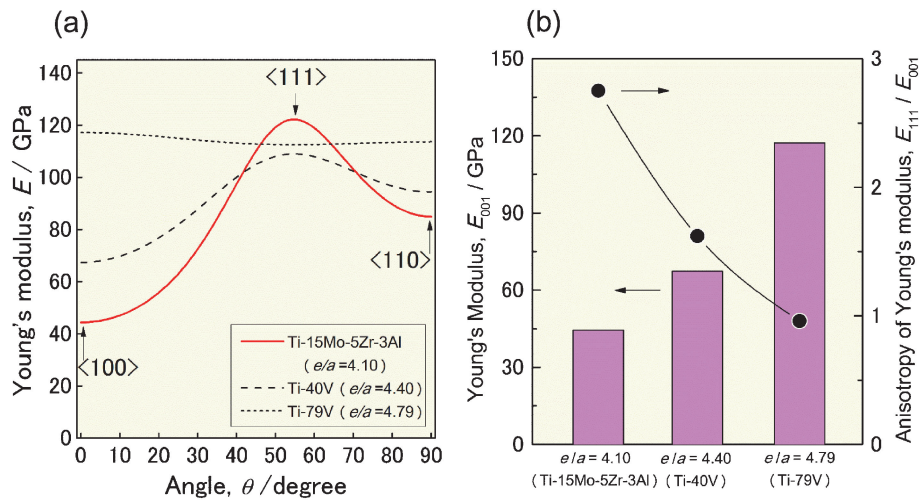 (a)
Young's modulus, E / GPa
140
120
100
80
60
40
20
0
⟨111⟩
⟨110⟩
⟨100⟩
Ti-15Mo-5Zr-3Al
( e/a =4.10 )
Ti-40V ( e/a =4.40 )
Ti-79V ( e/a =4.79 )
0 10 20 30 40 50 60 70 80 90
Angle, θ /degree
(b)
Young's Modulus, E001 / GPa
150
120
90
60
45
30
15
0
3
2
1
0
Anisotropy of Young's modulus, E111 / E001
e/a = 4.10 e/a = 4.40 e/a = 4.79
( Ti-15Mo-5Zr-3Al ) ( Ti-40V ) ( Ti-79V )